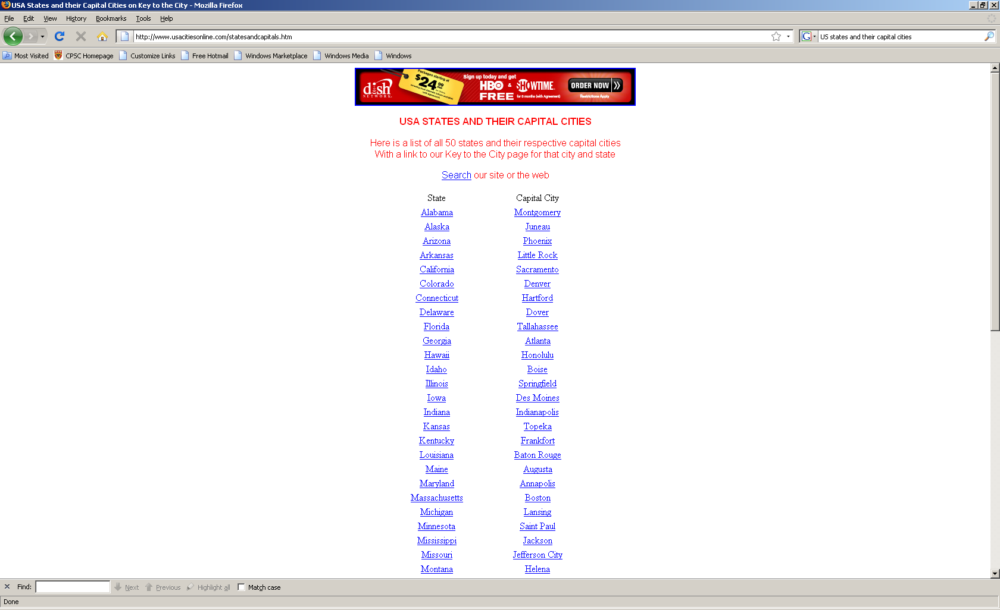 USA States and their Capital Cities on Key to the City - Mozilla Firefox
File Edit View History Bookmarks Tools Help
http://www.usacitiesonline.com/statesandcapitals.htm
G US states and their capital cities
Most Visited CPSC Homepage Customize Links Free Hotmail Windows Marketplace Windows Media Windows
dish NETWORK. Packages starting at $24.99 Sign up today and get HBO & SHOWTIME. FREE for 3 months (with Agreement) ORDER NOW Restrictions Apply
USA STATES AND THEIR CAPITAL CITIES
Here is a list of all 50 states and their respective capital cities
With a link to our Key to the City page for that city and state
Search our site or the web
State Capital City
Alabama Montgomery
Alaska Juneau
Arizona Phoenix
Arkansas Little Rock
California Sacramento
Colorado Denver
Connecticut Hartford
Delaware Dover
Florida Tallahassee
Georgia Atlanta
Hawaii Honolulu
Idaho Boise
Illinois Springfield
Iowa Des Moines
Indiana Indianapolis
Kansas Topeka
Kentucky Frankfort
Louisiana Baton Rouge
Maine Augusta
Maryland Annapolis
Massachusetts Boston
Michigan Lansing
Minnesota Saint Paul
Mississippi Jackson
Missouri Jefferson City
Montana Helena
Find: Next Previous Highlight all Match case
Done